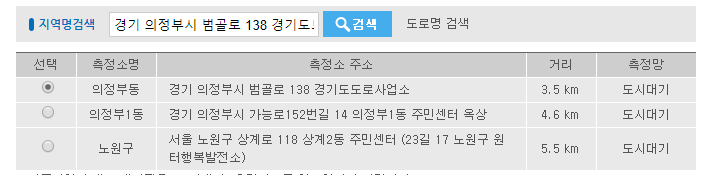 지역명검색 경기 의정부시 범골로 138 경기도도 검색 도로명 검색
선택 측정소명 측정소 주소 거리 측정망
의정부동 경기 의정부시 범골로 138 경기도도로사업소 3.5 km 도시대기
의정부1동 경기 의정부시 가능로152번길 14 의정부1동 주민센터 옥상 4.6 km 도시대기
노원구 서울 노원구 상계로 118 상계2동 주민센터 (23길 17 노원구 원
터행복발전소) 5.5 km 도시대기